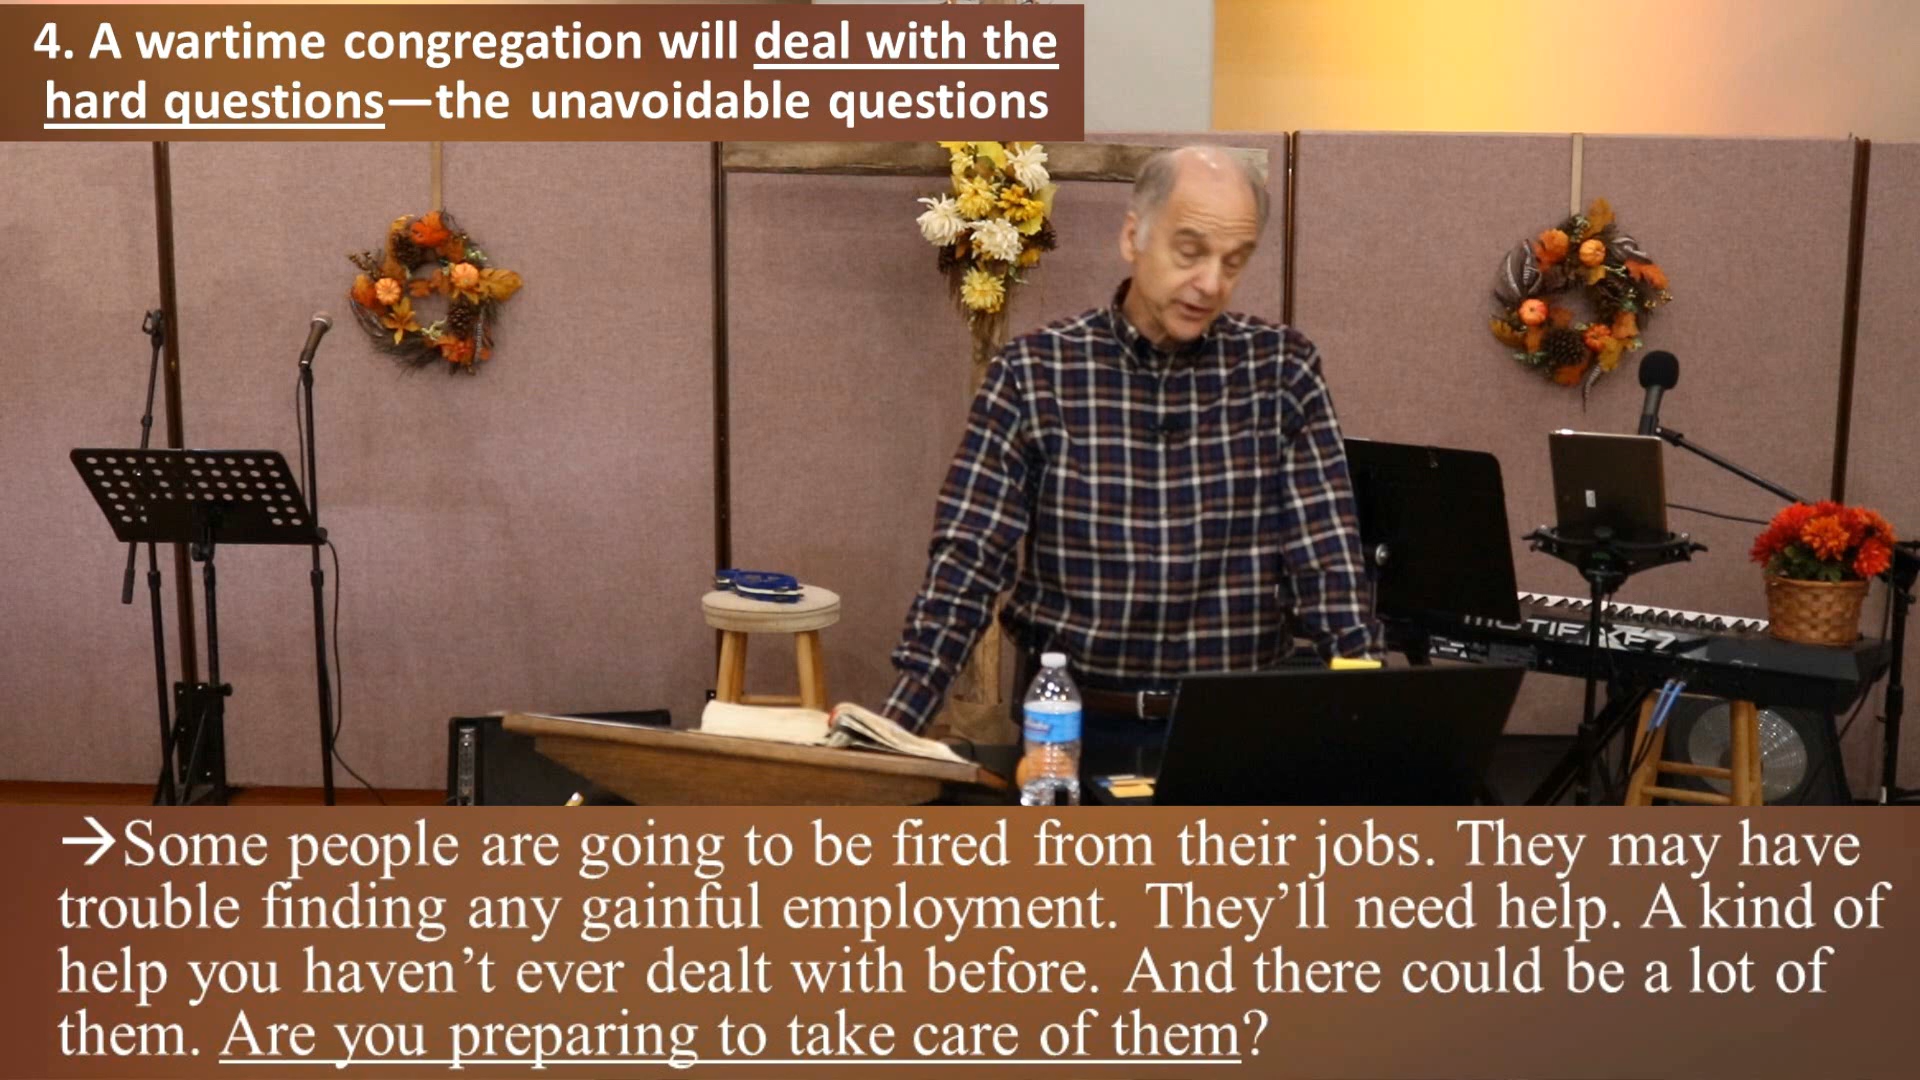 4. A wartime congregation will deal with the
hard questions—the unavoidable questions
MOTIF XF7
→Some people are going to be fired from their jobs. They may have
trouble finding any gainful employment. They’ll need help. A kind of
help you haven’t ever dealt with before. And there could be a lot of
them. Are you preparing to take care of them?